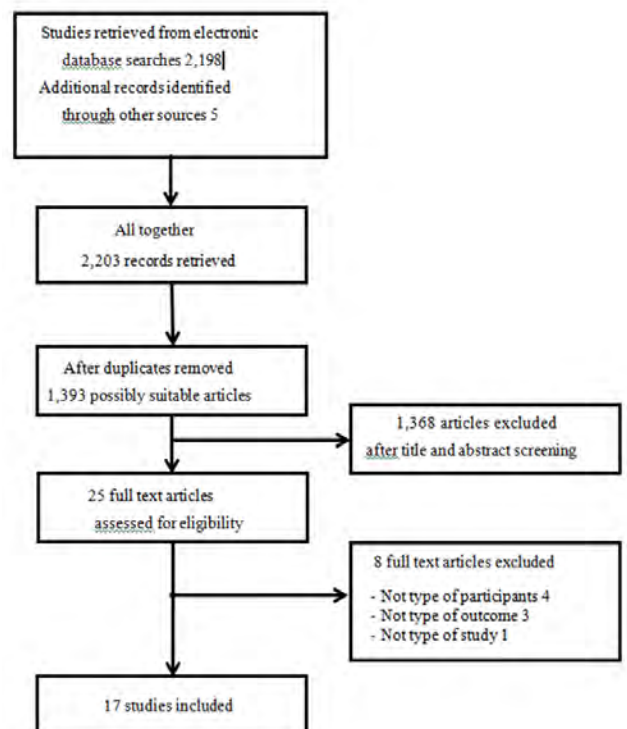 Studies retrieved from electronic
database searches 2,198
Additional records identified
through other sources 5
All together
2,203 records retrieved
After duplicates removed
1,393 possibly suitable articles
1,368 articles excluded
after title and abstract screening
25 full text articles
assessed for eligibility
8 full text articles excluded
- Not type of participants 4
- Not type of outcome 3
- Not type of study 1
17 studies included